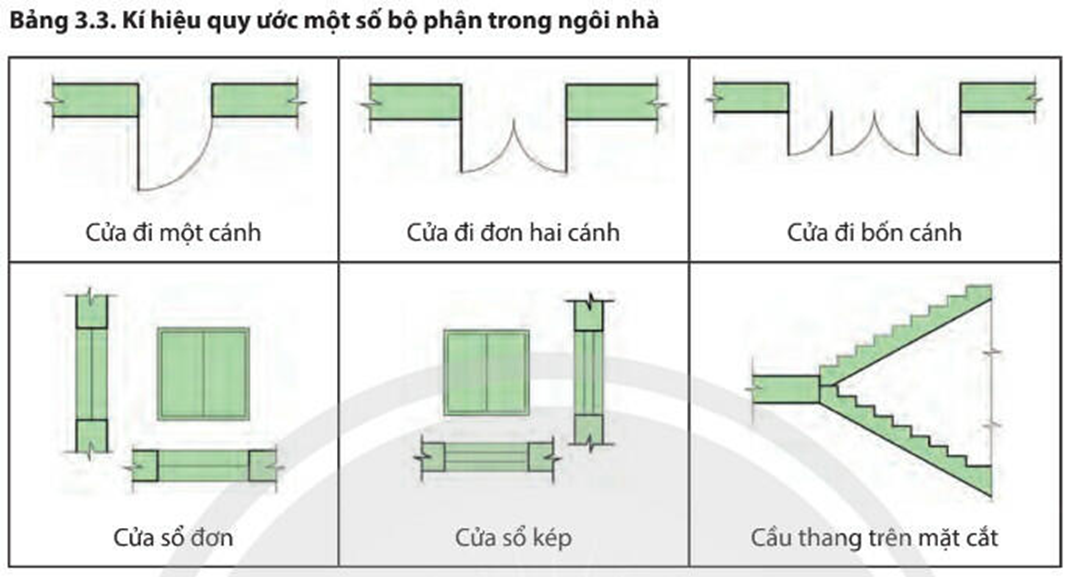 Bảng 3.3. Kí hiệu quy ước một số bộ phận trong ngôi nhà
Cửa đi một cánh
Cửa đi đơn hai cánh
Cửa đi bốn cánh
Cửa sổ đơn
Cửa sổ kép
Cầu thang trên mặt cắt